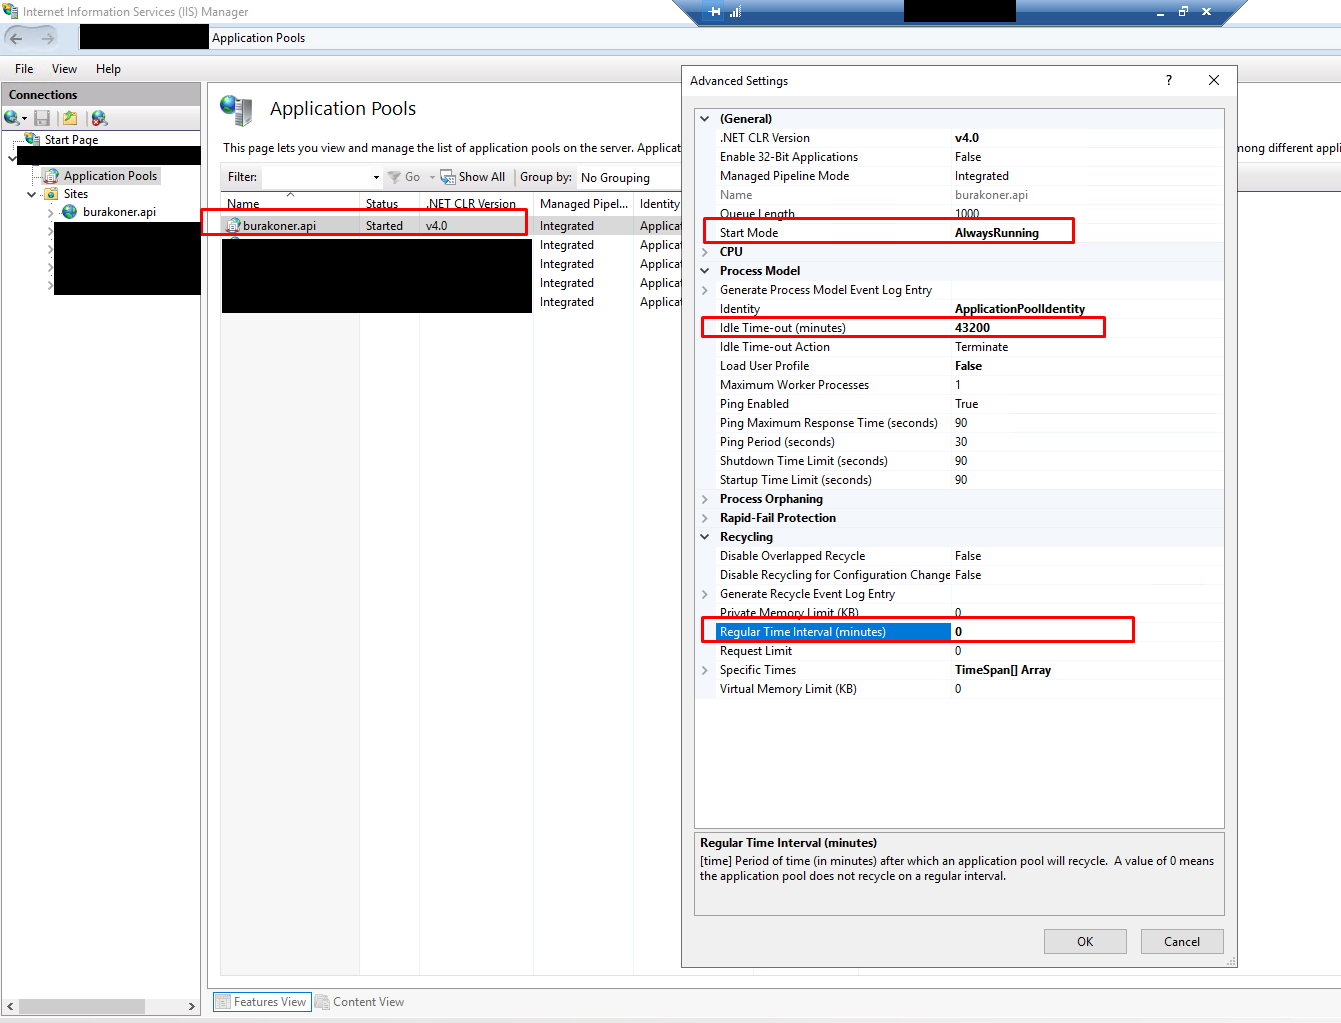 Internet Information Services (IIS) Manager
Application Pools
File View Help
Connections
Start Page
Application Pools
Sites
burakoner.api
Application Pools
This page lets you view and manage the list of application pools on the server. Applicat
mong different appli
Filter: Go Show All Group by: No Grouping
Name Status .NET CLR Version Managed Pipel... Identity
burakoner.api Started v4.0 Integrated Applica
Integrated Applica
Integrated Applica
Integrated Applica
Integrated Applica
Features View Content View
Advanced Settings ?
(General)
.NET CLR Version v4.0
Enable 32-Bit Applications False
Managed Pipeline Mode Integrated
Name burakoner.api
Queue Length 1000
Start Mode AlwaysRunning
CPU
Process Model
Generate Process Model Event Log Entry
Identity ApplicationPoolIdentity
Idle Time-out (minutes) 43200
Idle Time-out Action Terminate
Load User Profile False
Maximum Worker Processes 1
Ping Enabled True
Ping Maximum Response Time (seconds) 90
Ping Period (seconds) 30
Shutdown Time Limit (seconds) 90
Startup Time Limit (seconds) 90
Process Orphaning
Rapid-Fail Protection
Recycling
Disable Overlapped Recycle False
Disable Recycling for Configuration Change False
Generate Recycle Event Log Entry
Private Memory Limit (KB) 0
Regular Time Interval (minutes) 0
Request Limit 0
Specific Times TimeSpan[] Array
Virtual Memory Limit (KB) 0
Regular Time Interval (minutes)
[time] Period of time (in minutes) after which an application pool will recycle. A value of 0 means
the application pool does not recycle on a regular interval.
OK Cancel